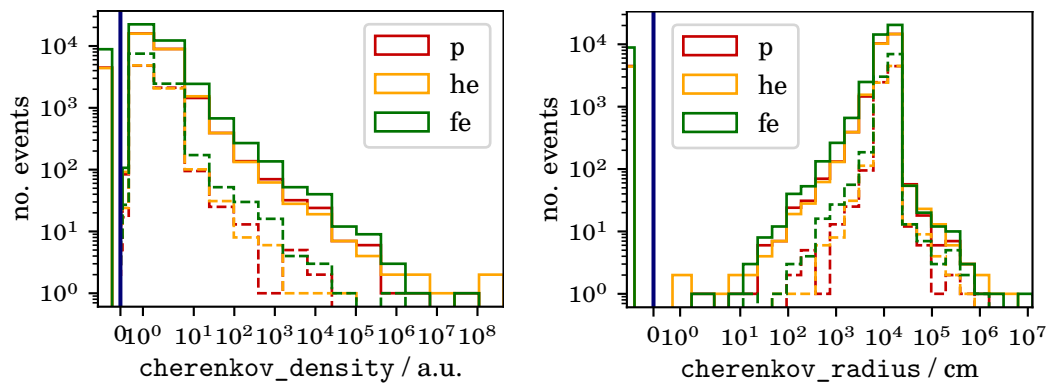 no. events
10⁴
10³
10²
10¹
10⁰
p
he
fe
0 10⁰ 10¹ 10² 10³ 10⁴ 10⁵ 10⁶ 10⁷ 10⁸
cherenkov_density / a.u.
no. events
10⁴
10³
10²
10¹
10⁰
p
he
fe
0 10⁰ 10¹ 10² 10³ 10⁴ 10⁵ 10⁶ 10⁷
cherenkov_radius / cm